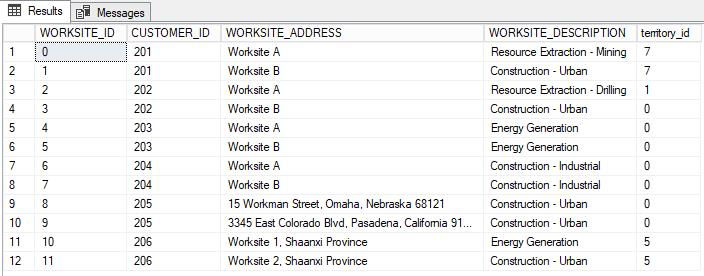 Results Messages
WORKSITE_ID CUSTOMER_ID WORKSITE_ADDRESS WORKSITE_DESCRIPTION territory_id
1 0 201 Worksite A Resource Extraction - Mining 7
2 1 201 Worksite B Construction - Urban 7
3 2 202 Worksite A Resource Extraction - Drilling 1
4 3 202 Worksite B Construction - Urban 0
5 4 203 Worksite A Energy Generation 0
6 5 203 Worksite B Energy Generation 0
7 6 204 Worksite A Construction - Industrial 0
8 7 204 Worksite B Construction - Industrial 0
9 8 205 15 Workman Street, Omaha, Nebraska 68121 Construction - Urban 0
10 9 205 3345 East Colorado Blvd, Pasadena, California 91... Construction - Urban 0
11 10 206 Worksite 1, Shaanxi Province Energy Generation 5
12 11 206 Worksite 2, Shaanxi Province Construction - Urban 5